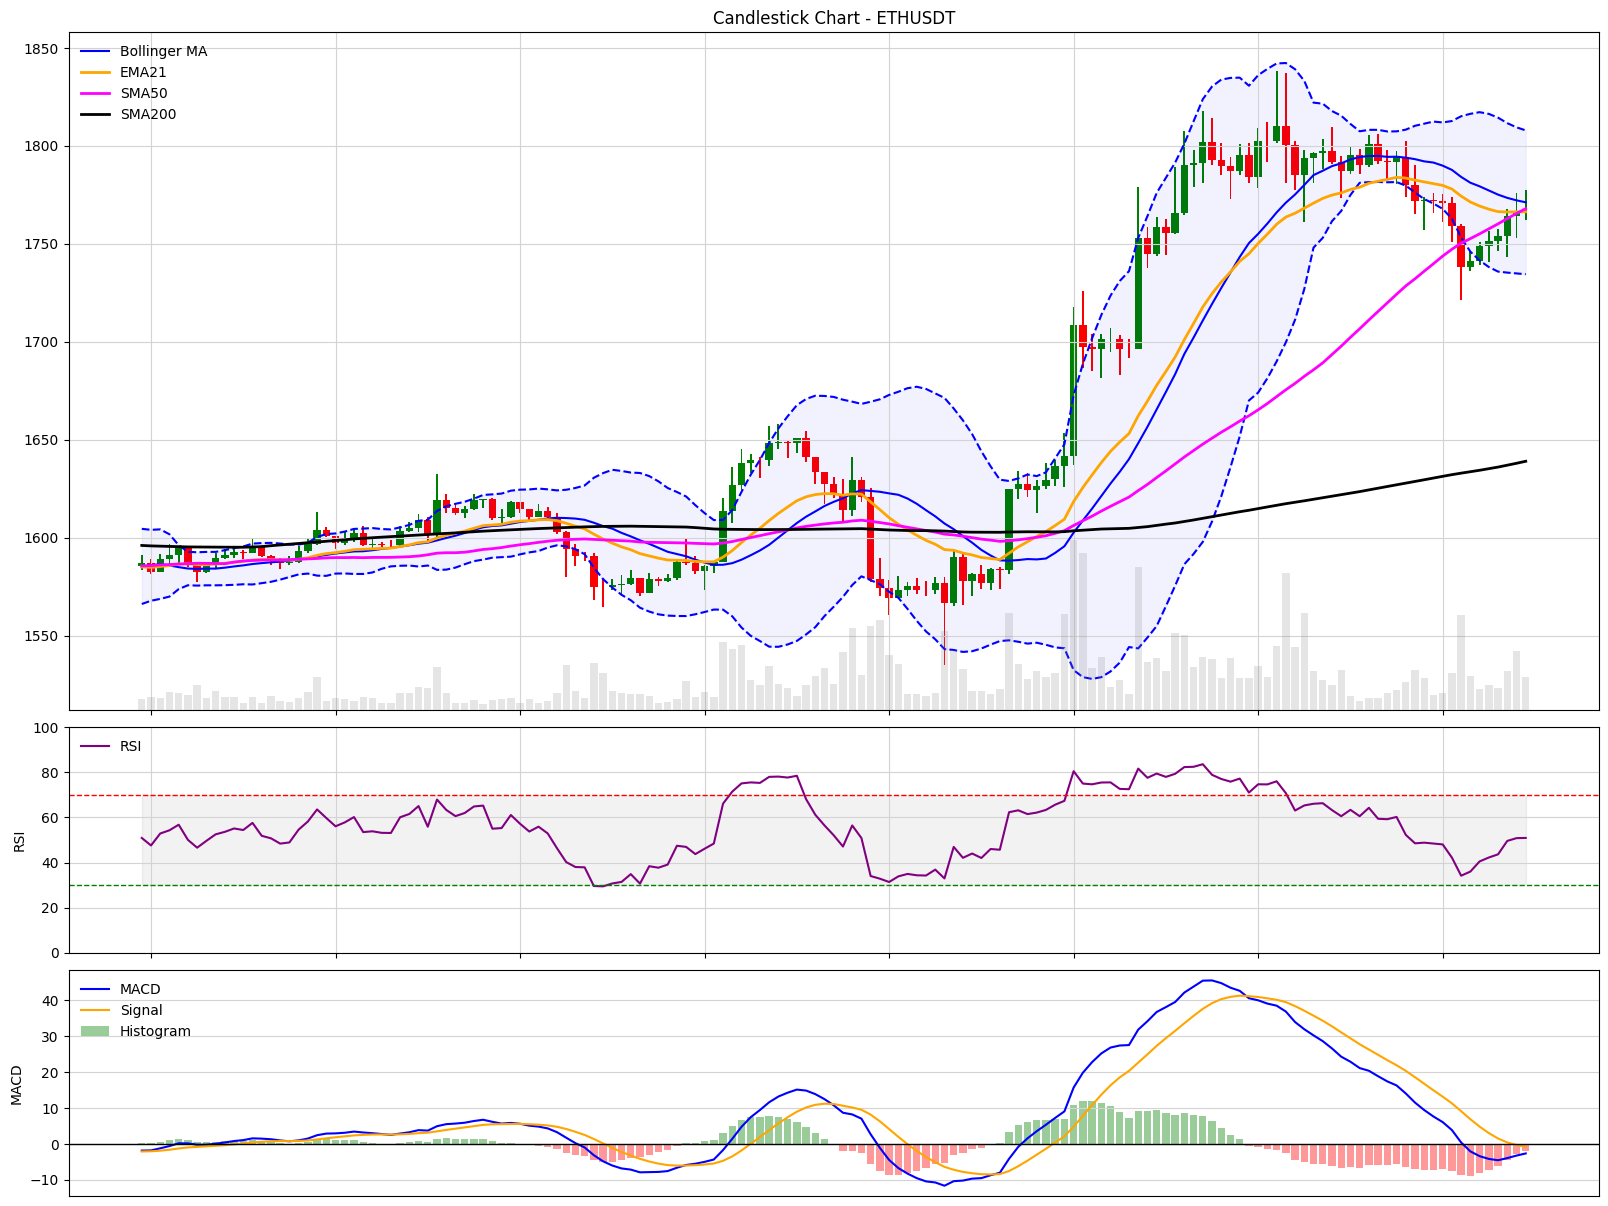 Candlestick Chart - ETHUSDT
Bollinger MA
EMA21
SMA50
SMA200
1850
1800
1750
1700
1650
1600
1550
RSI
RSI
100
80
60
40
20
0
MACD
Signal
Histogram
MACD
40
30
20
10
0
−10